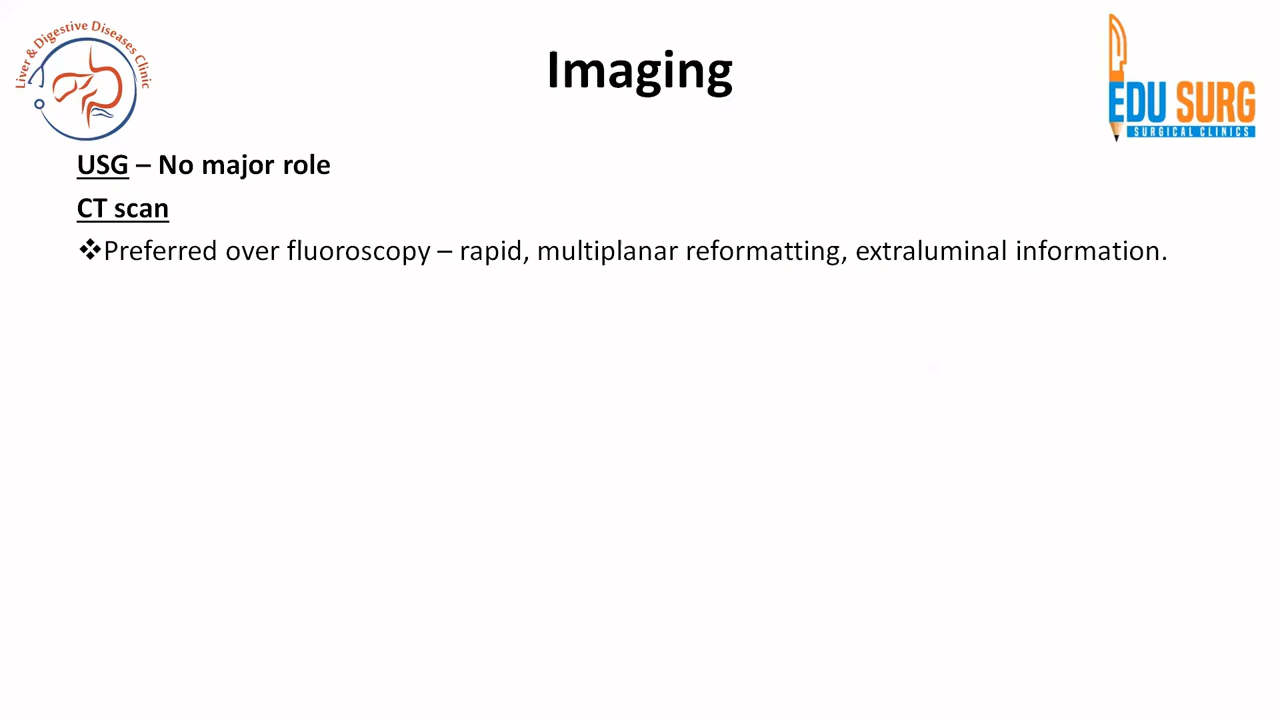 Liver & Digestive Diseases Clinic
Imaging
EDU SURG
SURGICAL CLINICS
USG – No major role
CT scan
❖Preferred over fluoroscopy – rapid, multiplanar reformatting, extraluminal information.